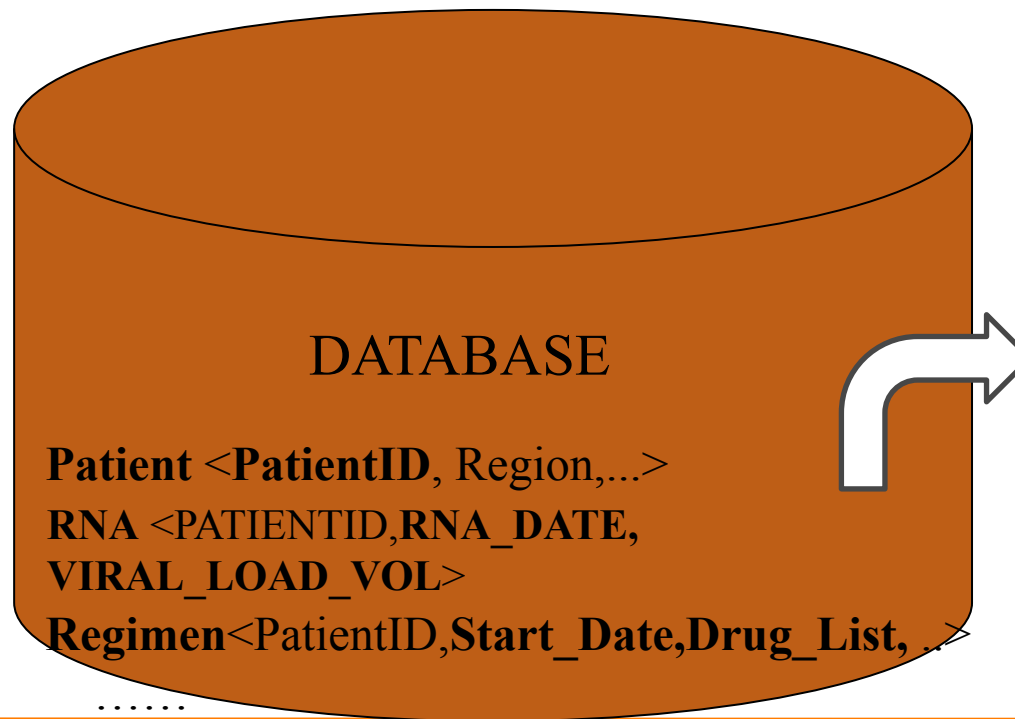 DATABASE
Patient <PatientID, Region,...>
RNA <PATIENTID,RNA_DATE,
VIRAL_LOAD_VOL>
Regimen<PatientID,Start_Date,Drug_List, ..>
......